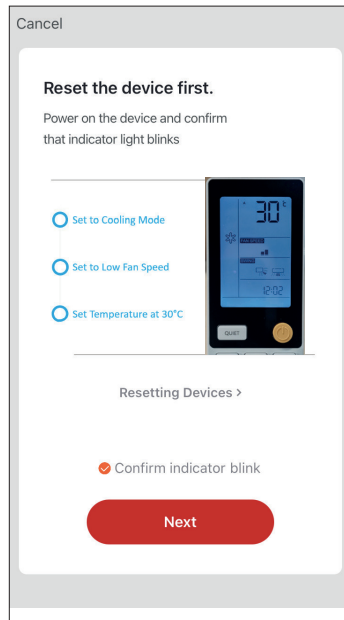 Cancel
Reset the device first.
Power on the device and confirm
that indicator light blinks
Set to Cooling Mode
Set to Low Fan Speed
Set Temperature at 30°C
30°c
FAN SPEED
12:02
QUIET
Resetting Devices >
Confirm indicator blink
Next